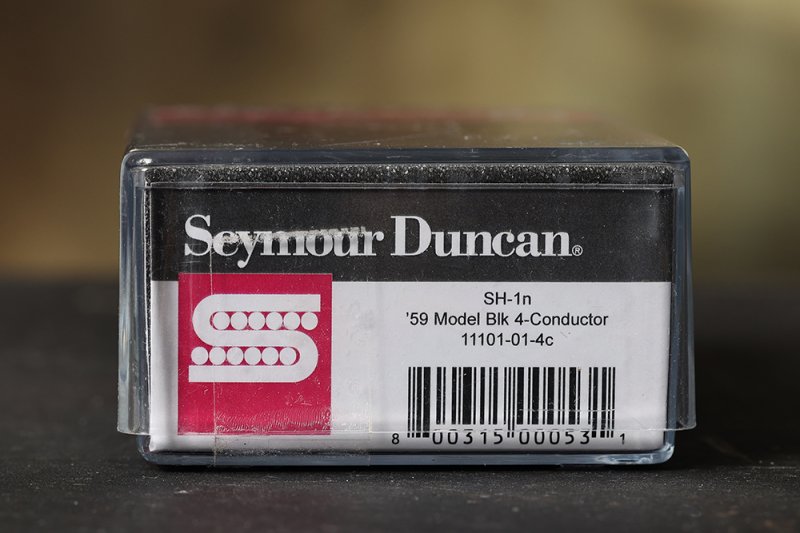 Seymour Duncan®
SH-1n
'59 Model Blk 4-Conductor
11101-01-4c
8 00315 00053 1